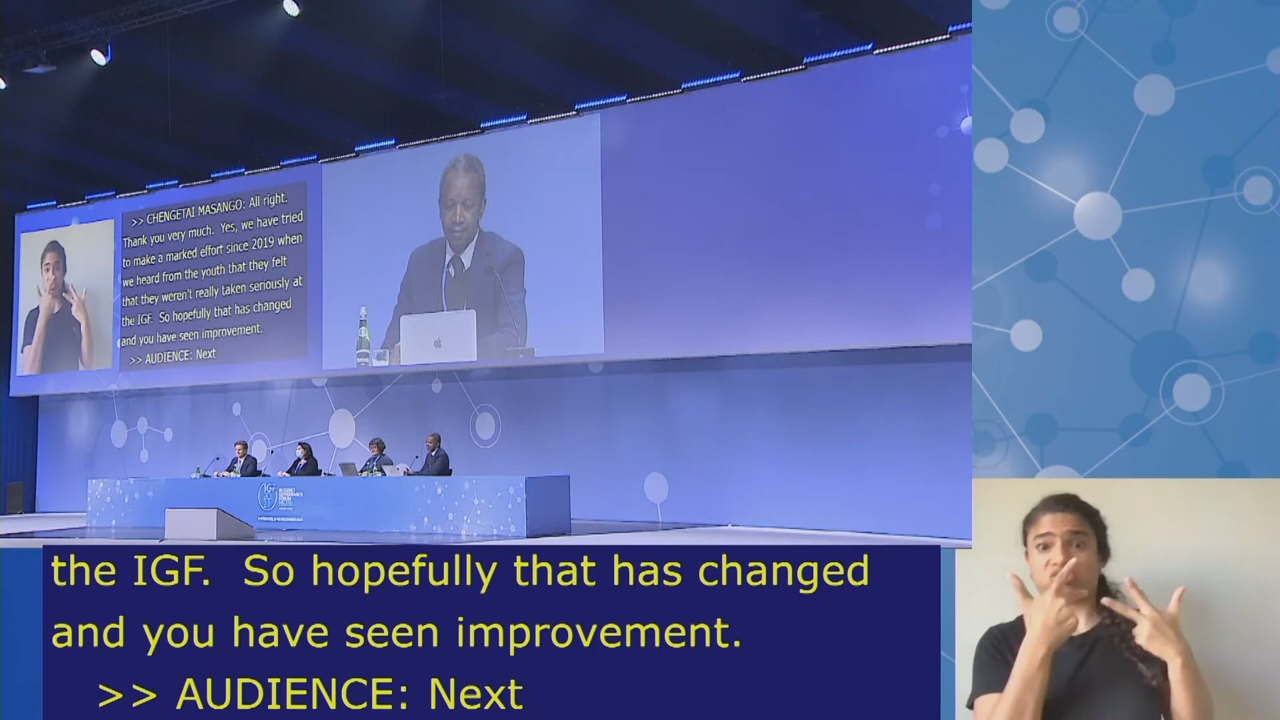 >> CHENGETAI MASANGO: All right.
Thank you very much.  Yes, we have tried
to make a marked effort since 2019 when
we heard from the youth that they felt
that they weren't really taken seriously at
the IGF.  So hopefully that has changed
and you have seen improvement.
>> AUDIENCE: Next
INTERNET
GOVERNANCE
FORUM
the IGF.  So hopefully that has changed
and you have seen improvement.
>> AUDIENCE: Next